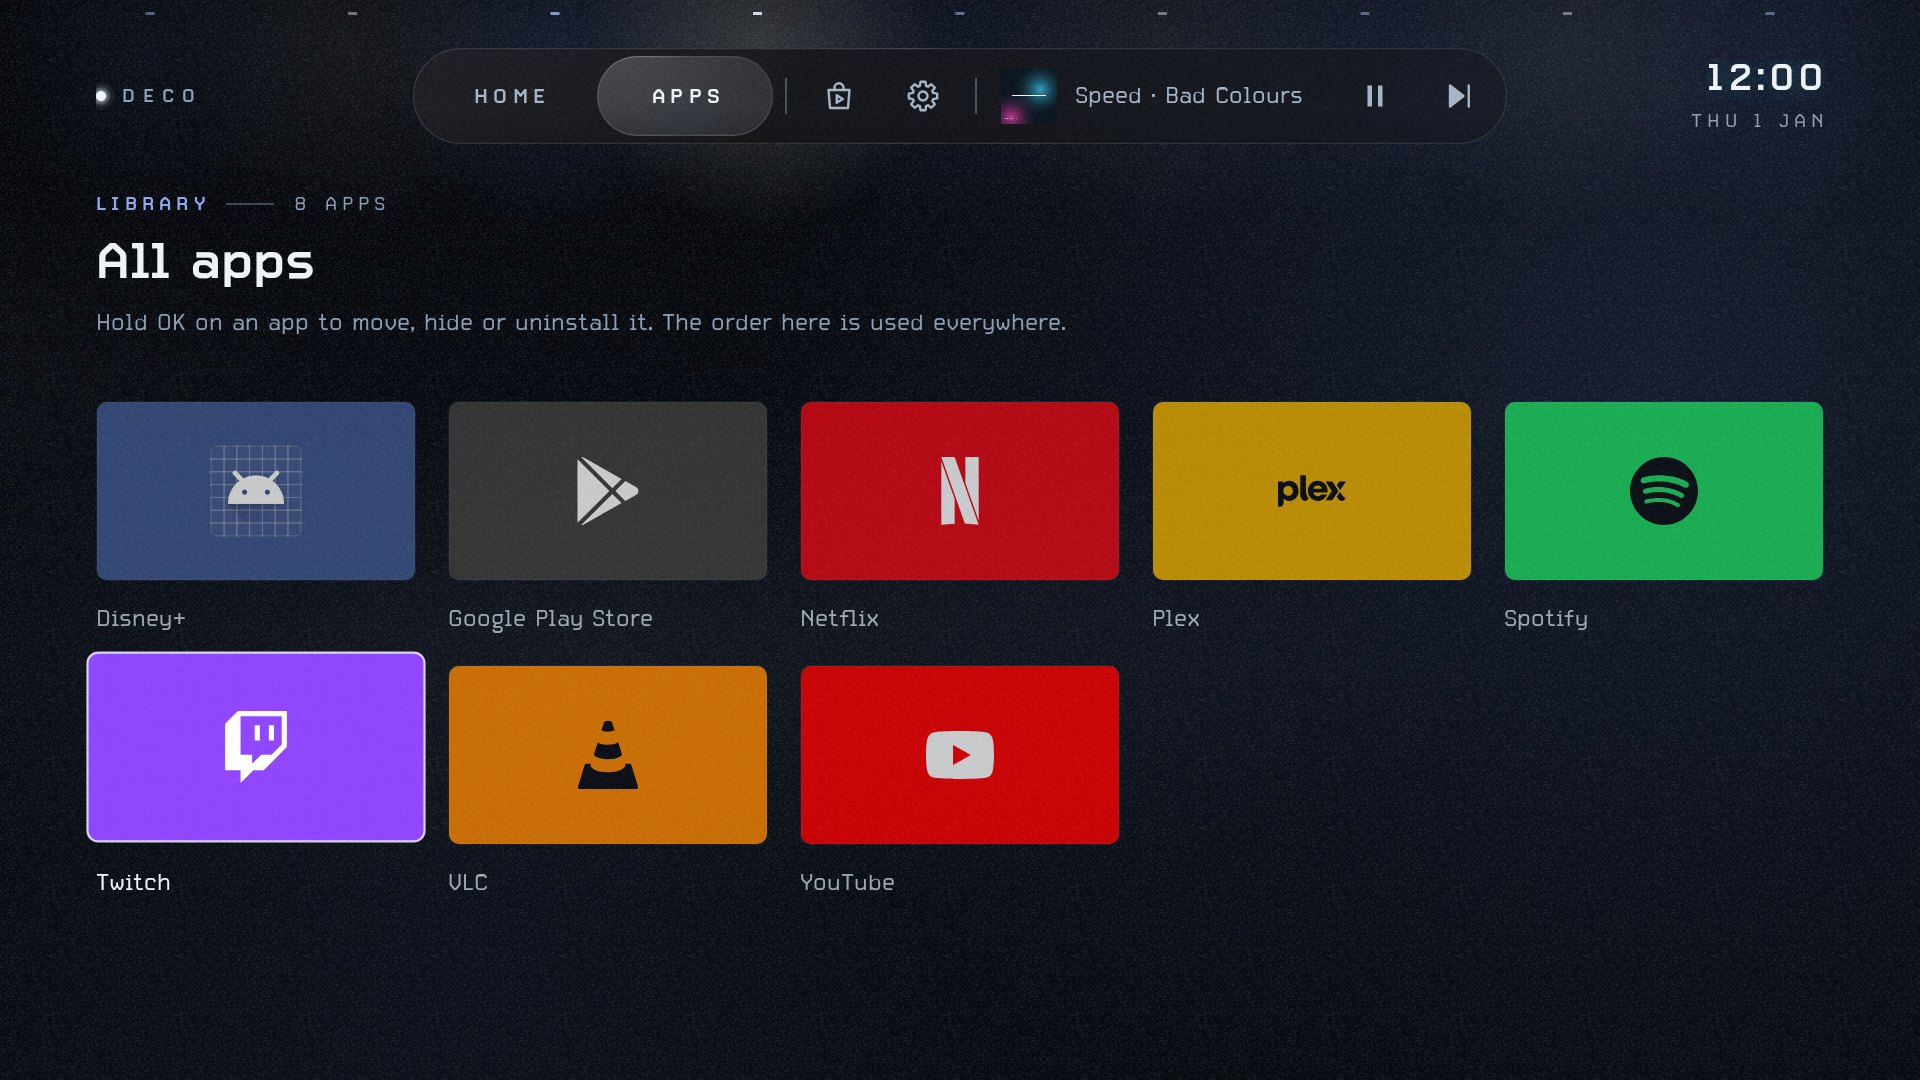 DECO
HOME
APPS
Speed · Bad Colours
12:00
THU 1 JAN
LIBRARY
8 APPS
All apps
Hold OK on an app to move, hide or uninstall it. The order here is used everywhere.
plex
Disney+
Google Play Store
Netflix
Plex
Spotify
Twitch
VLC
YouTube